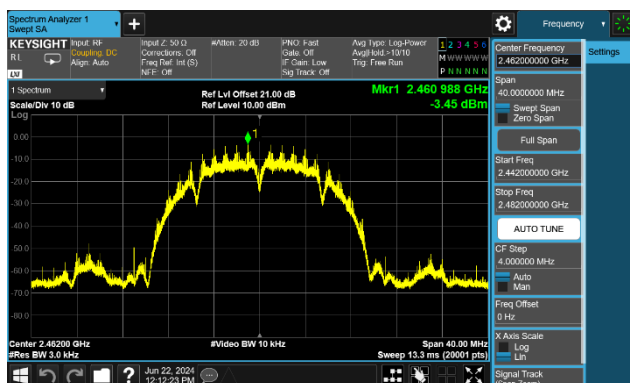 Spectrum Analyzer 1
Swept SA
Frequency
KEYSIGHT
R L
LV
Input: RF
Coupling: DC
Align: Auto
Input Z: 50 Ω
Corrections: Off
Freq Ref: Int (S)
NFE: Off
#Atten: 20 dB
PNO: Fast
Gate: Off
IF Gain: Low
Sig Track: Off
Avg Type: Log-Power
Avg|Hold:>10/10
Trig: Free Run
1 2 3 4 5 6
M W W W W W
P N N N N N
1 Spectrum
Scale/Div 10 dB
Log
Ref Lvl Offset 21.00 dB
Ref Level 10.00 dBm
Mkr1 2.460 988 GHz
-3.45 dBm
1
0.00
-10.0
-20.0
-30.0
-40.0
-50.0
-60.0
-70.0
-80.0
Center 2.46200 GHz
#Res BW 3.0 kHz
#Video BW 10 kHz
Span 40.00 MHz
Sweep 13.3 ms (20001 pts)
Jun 22, 2024
12:12:23 PM
Center Frequency
2.462000000 GHz
Span
40.0000000 MHz
Swept Span
Zero Span
Full Span
Start Freq
2.442000000 GHz
Stop Freq
2.482000000 GHz
AUTO TUNE
CF Step
4.000000 MHz
Auto
Man
Freq Offset
0 Hz
X Axis Scale
Log
Lin
Signal Track
Settings